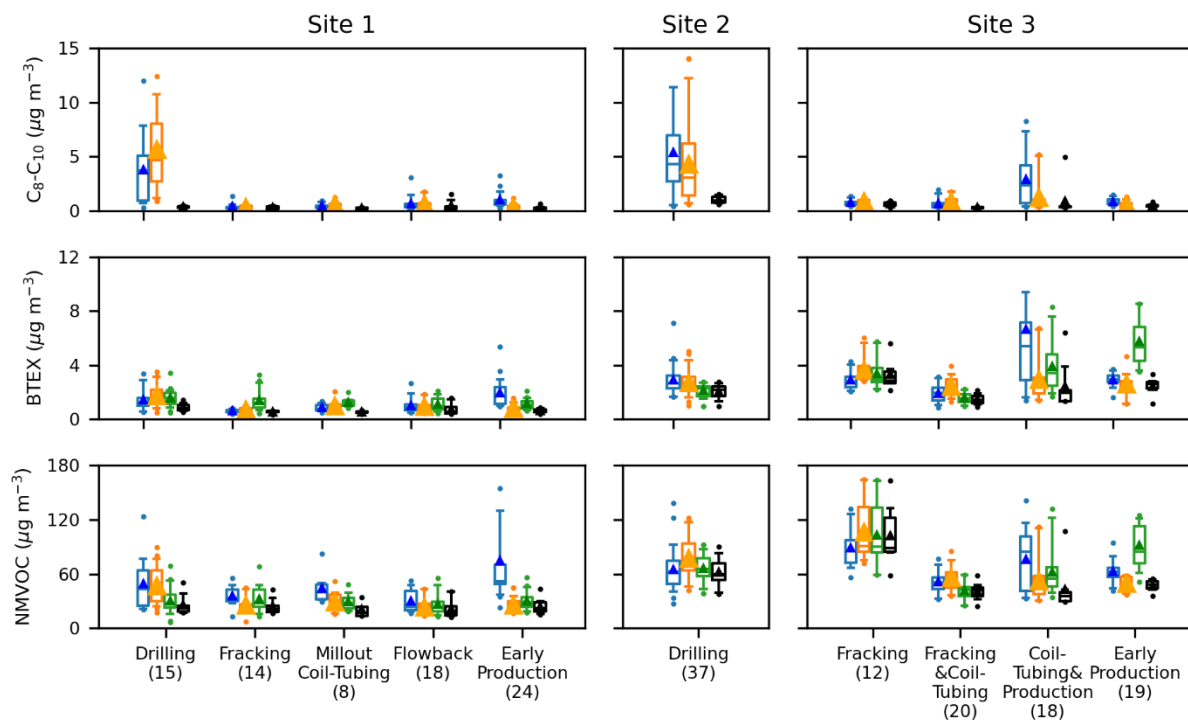 Site 1 Site 2 Site 3
C₈-C₁₀ (μg m⁻³)
15
10
5
0
BTEX (μg m⁻³)
12
8
4
0
NMVOC (μg m⁻³)
180
120
60
0
Drilling
(15)
Fracking
(14)
Millout
Coil-Tubing
(8)
Flowback
(18)
Early
Production
(24)
Drilling
(37)
Fracking
(12)
Fracking
&Coil-
Tubing
(20)
Coil-
Tubing&
Production
(18)
Early
Production
(19)